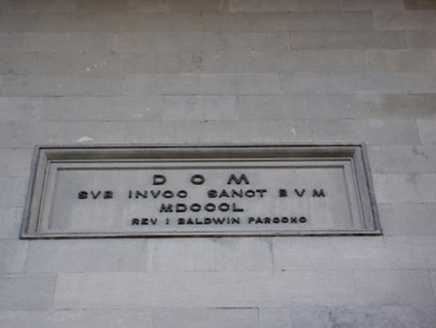 D O M
SVB INVOC SANCT B V M
MDCCCL
REV I BALDWIN PAROCHO